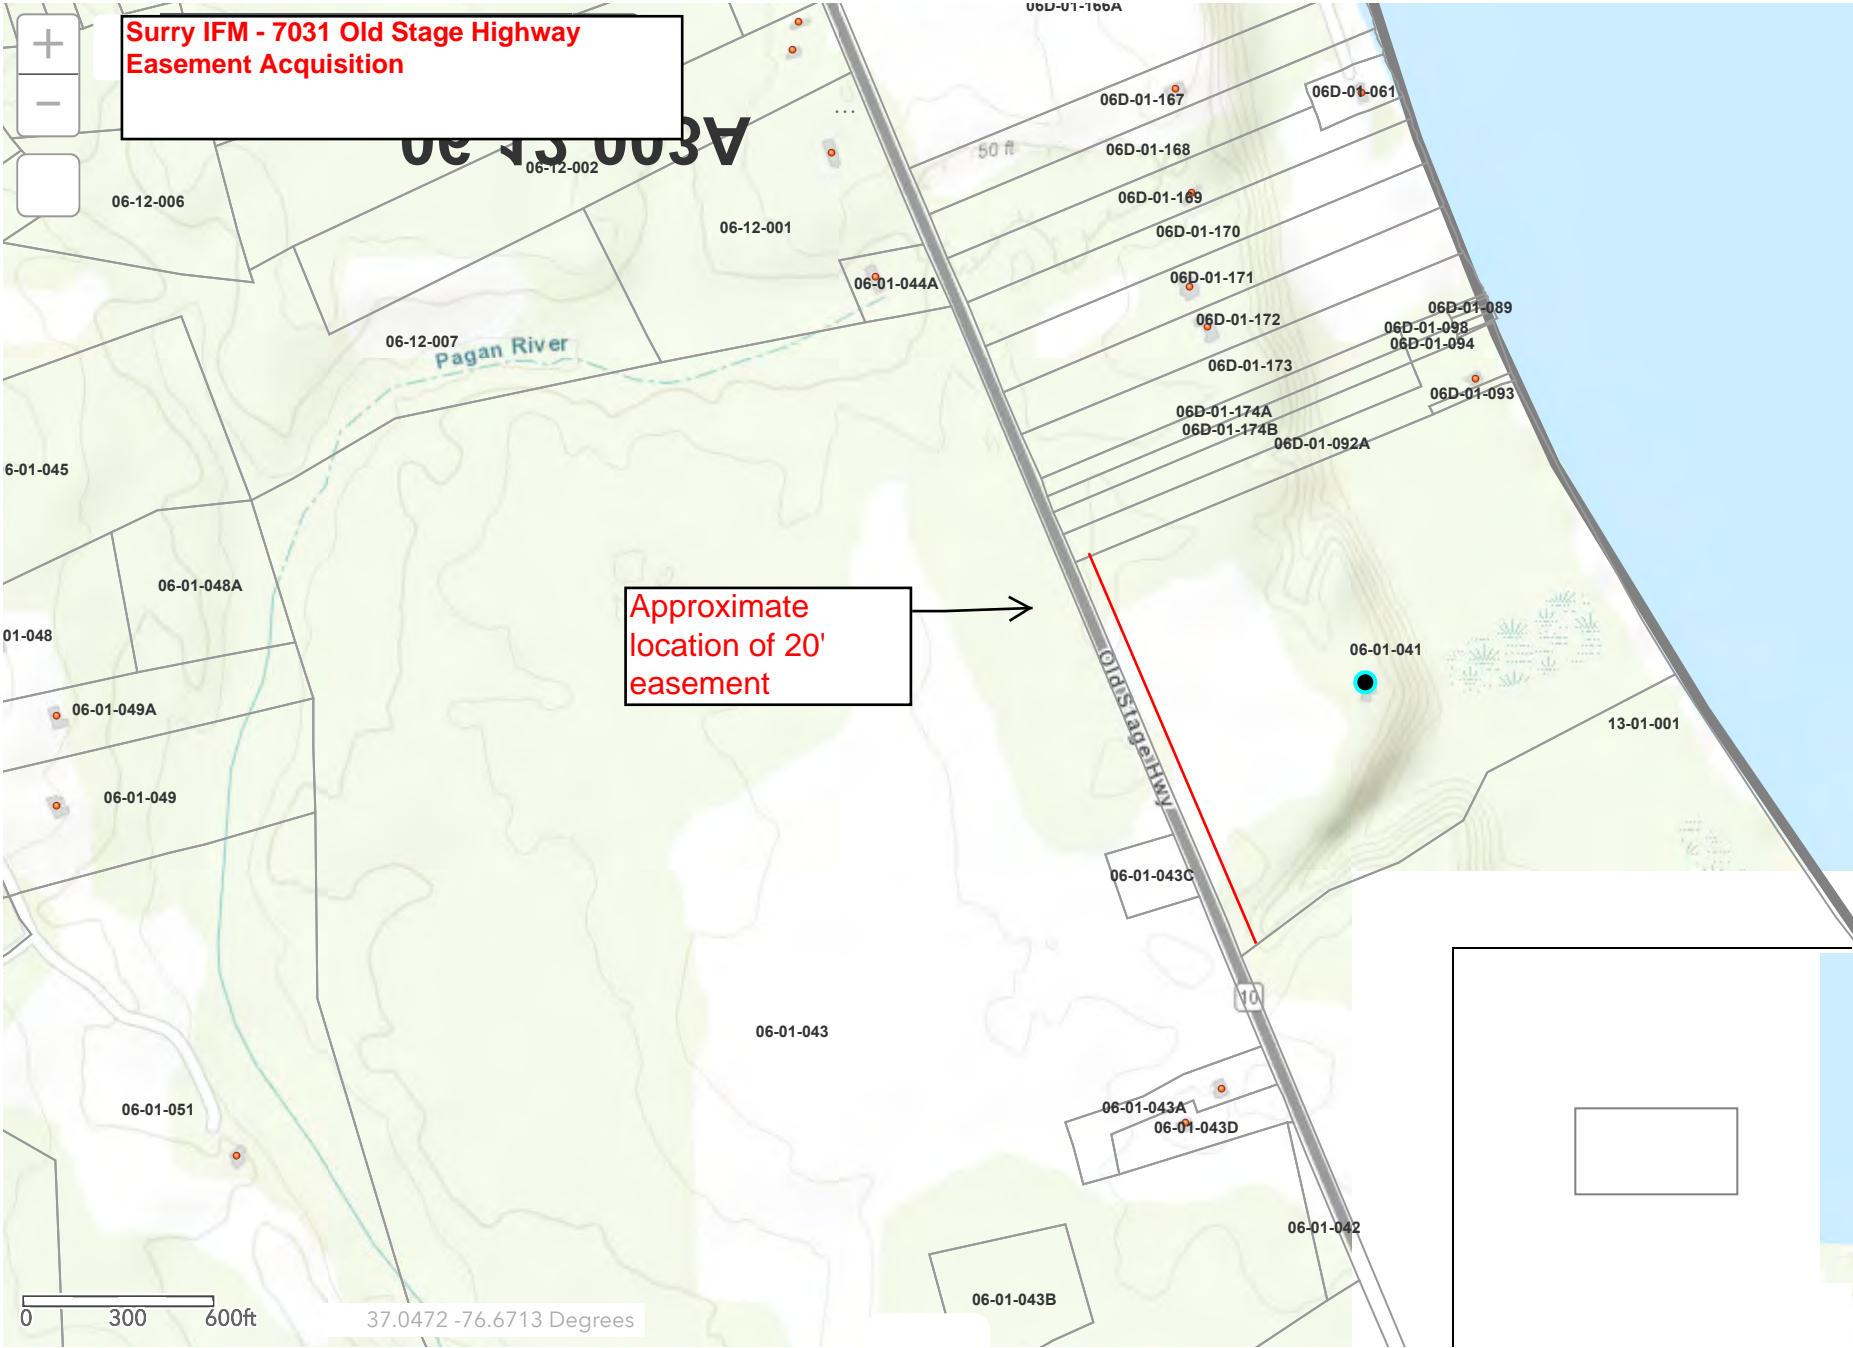 Surry IFM - 7031 Old Stage Highway
Easement Acquisition
06D-01-166A
06D-01-167
06D-01-061
06-12-003A
50 ft
06D-01-168
06-12-002
06-12-006
06D-01-169
06-12-001
06D-01-170
06D-01-171
06-01-044A
06D-01-089
06D-01-172
06D-01-098
06-12-007
06D-01-094
Pagan River
06D-01-173
06D-01-093
06D-01-174A
06D-01-174B
06D-01-092A
6-01-045
06-01-048A
Approximate
location of 20'
easement
01-048
06-01-041
Old Stage Hwy
06-01-049A
13-01-001
06-01-049
06-01-043C
10
06-01-043
06-01-051
06-01-043A
06-01-043D
06-01-042
06-01-043B
0 300 600ft
37.0472 -76.6713 Degrees